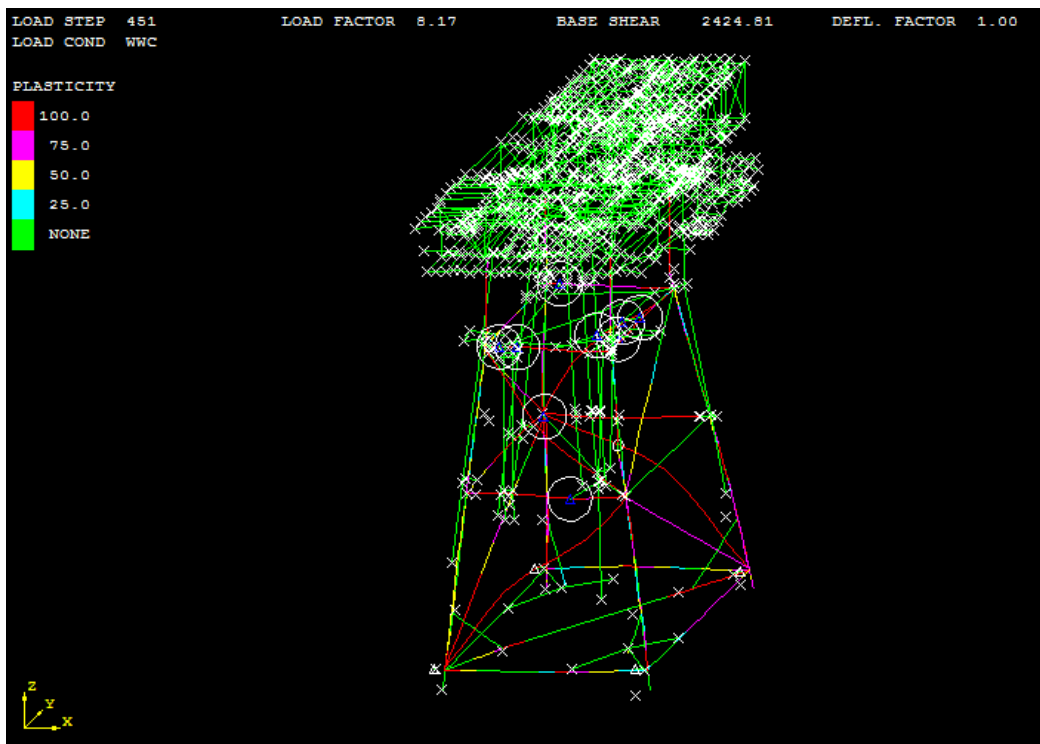 LOAD STEP 451 LOAD FACTOR 8.17 BASE SHEAR 2424.81 DEFL. FACTOR 1.00
LOAD COND WWC
PLASTICITY
100.0
75.0
50.0
25.0
NONE
Z
Y
X